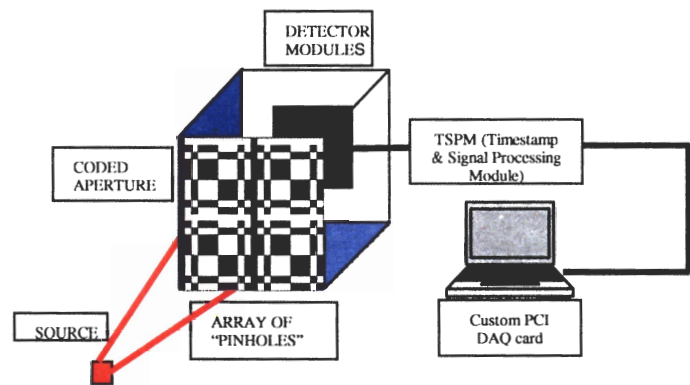 DETECTOR
MODULES
TSPM (Timestamp
& Signal Processing
Module)
CODED
APERTURE
SOURCE
ARRAY OF
“PINHOLES”
Custom PCI
DAQ card